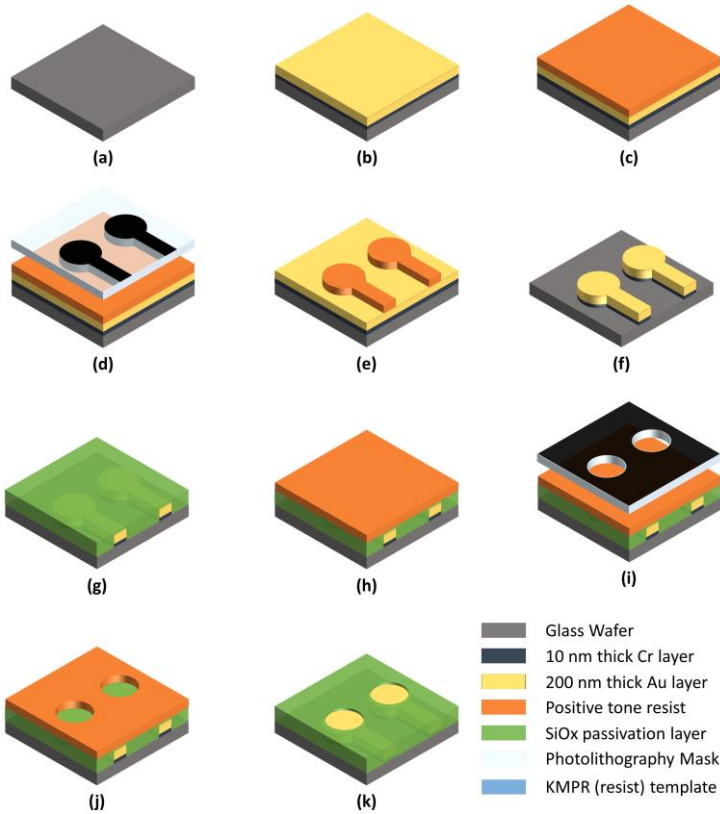 (a)
(b)
(c)
(d)
(e)
(f)
(g)
(h)
(i)
(j)
(k)
Glass Wafer
10 nm thick Cr layer
200 nm thick Au layer
Positive tone resist
SiOx passivation layer
Photolithography Mask
KMPR (resist) template